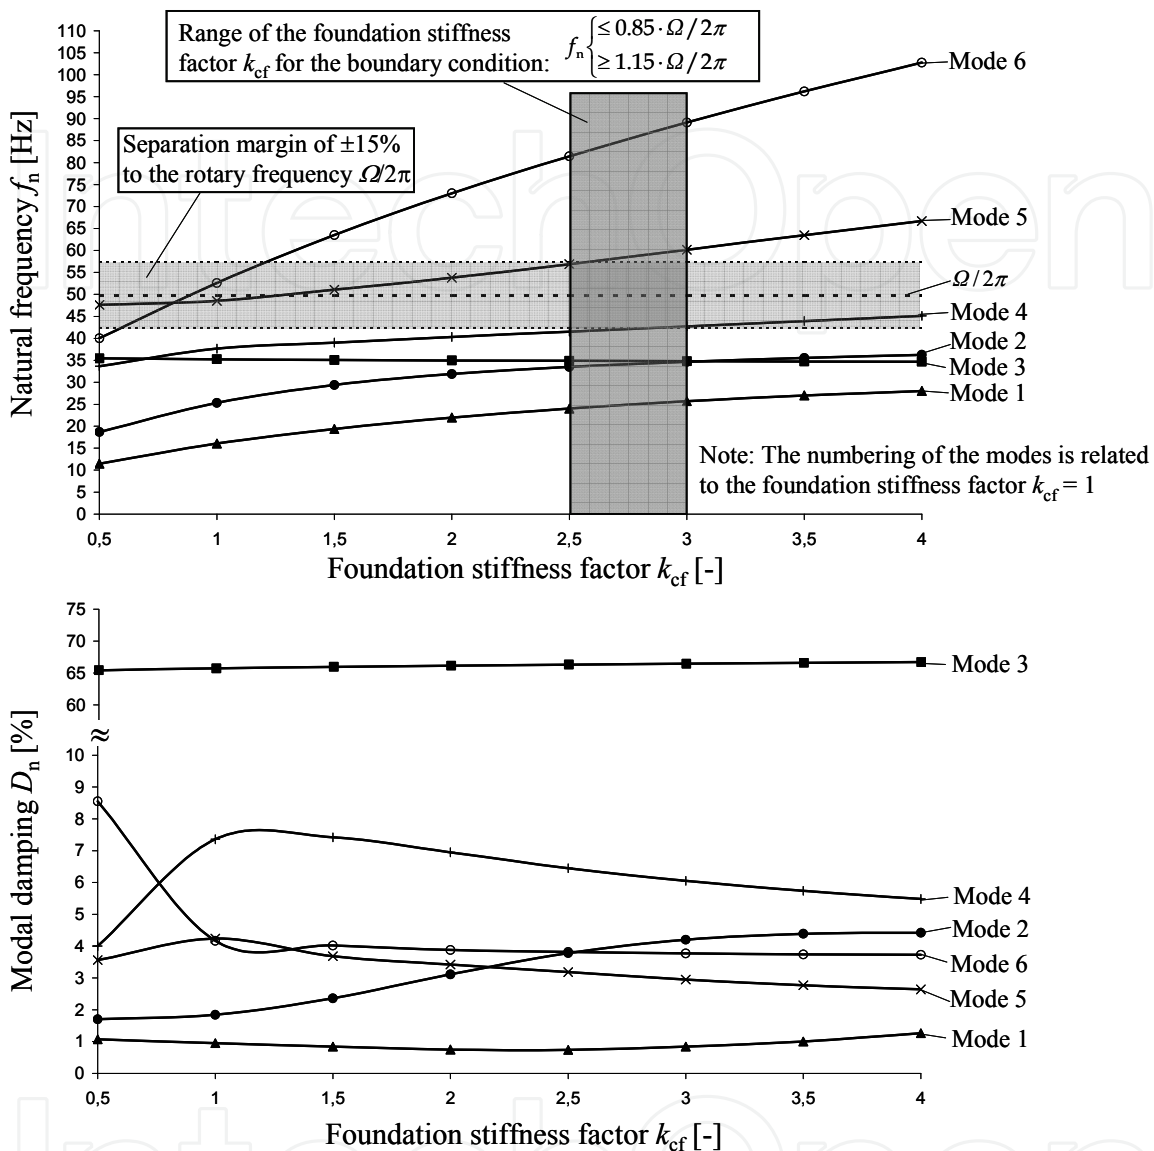 110
105
100
95
90
85
80
75
70
65
60
55
50
45
40
35
30
25
20
15
10
5
0
Natural frequency fn [Hz]
Range of the foundation stiffness
factor kcf for the boundary condition:
fn { ≤ 0.85 · Ω / 2π
≥ 1.15 · Ω / 2π
Separation margin of ±15%
to the rotary frequency Ω/2π
Mode 6
Mode 5
Ω / 2π
Mode 4
Mode 2
Mode 3
Mode 1
Note: The numbering of the modes is related
to the foundation stiffness factor kcf = 1
0,5 1 1,5 2 2,5 3 3,5 4
Foundation stiffness factor kcf [-]
75
70
65
60
≈
10
9
8
7
6
5
4
3
2
1
0
Modal damping Dn [%]
Mode 3
Mode 4
Mode 2
Mode 6
Mode 5
Mode 1
0,5 1 1,5 2 2,5 3 3,5 4
Foundation stiffness factor kcf [-]
IntechOpen
IntechOpen